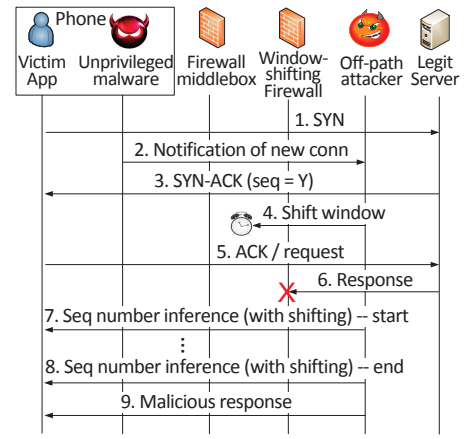 Phone
Victim App
Unprivileged malware
Firewall middlebox
Window-shifting Firewall
Off-path attacker
Legit Server
1. SYN
2. Notification of new conn
3. SYN-ACK (seq = Y)
4. Shift window
5. ACK / request
6. Response
X
7. Seq number inference (with shifting) -- start
⋮
8. Seq number inference (with shifting) -- end
9. Malicious response